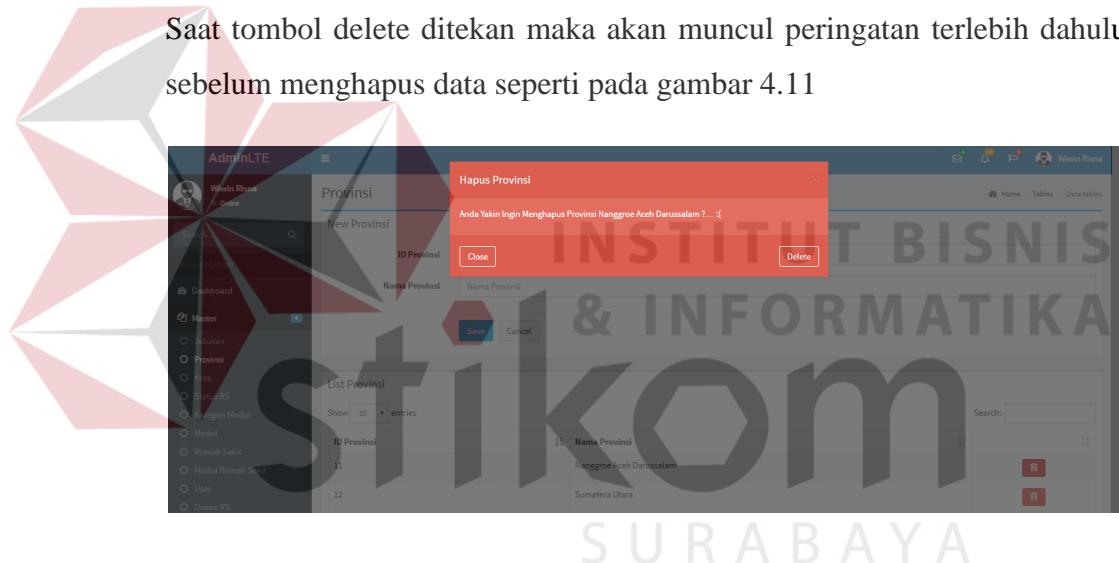 Saat tombol delete ditekan maka akan muncul peringatan terlebih dahulu
sebelum menghapus data seperti pada gambar 4.11
AdminLTE
Wiwin Risna
Wiwin Risna
Online
Provinsi
Home
Tables
Data tables
Hapus Provinsi
×
Anda Yakin Ingin Menghapus Provinsi Nanggroe Aceh Darussalam ?... :(
Close
Delete
Search...
New Provinsi
ID Provinsi
Nama Provinsi
Nama Provinsi
Save
Cancel
Dashboard
Master
4
Jabatan
Provinsi
Kota
Status RS
Kategori Modul
Modul
Rumah Sakit
Modul Rumah Sakit
User
Onsite RS
List Provinsi
Show 10 entries
Search:
ID Provinsi
Nama Provinsi
11
Nanggroe Aceh Darussalam
12
Sumatera Utara
INSTITUT BISNIS
& INFORMATIKA
stikom
SURABAYA